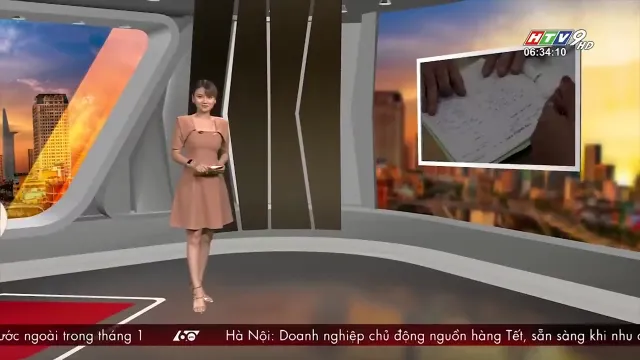 HTV9 HD
06:34:10
ước ngoài trong tháng 1
60
Hà Nội: Doanh nghiệp chủ động nguồn hàng Tết, sẵn sàng khi nhu